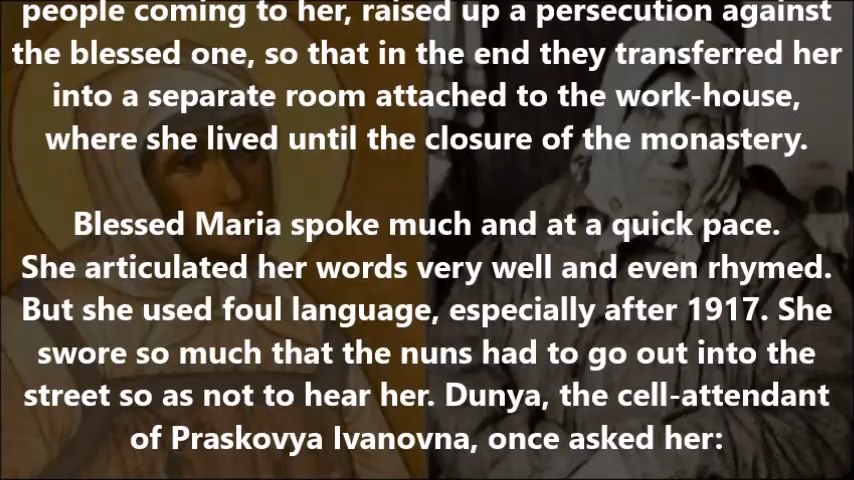 people coming to her, raised up a persecution against
the blessed one, so that in the end they transferred her
into a separate room attached to the work-house,
where she lived until the closure of the monastery.
Blessed Maria spoke much and at a quick pace.
She articulated her words very well and even rhymed.
But she used foul language, especially after 1917. She
swore so much that the nuns had to go out into the
street so as not to hear her. Dunya, the cell-attendant
of Praskovya Ivanovna, once asked her: